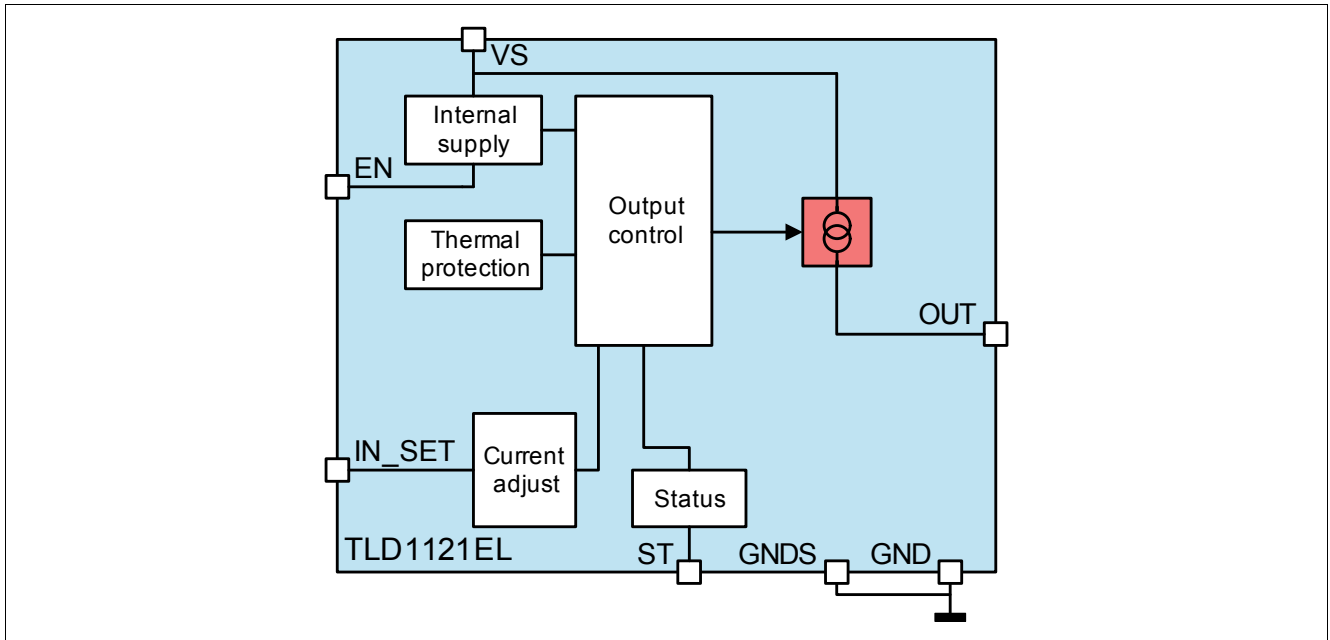 VS
Internal
supply
EN
Output
control
Thermal
protection
OUT
IN_SET
Current
adjust
Status
TLD1121EL
ST
GNDS
GND